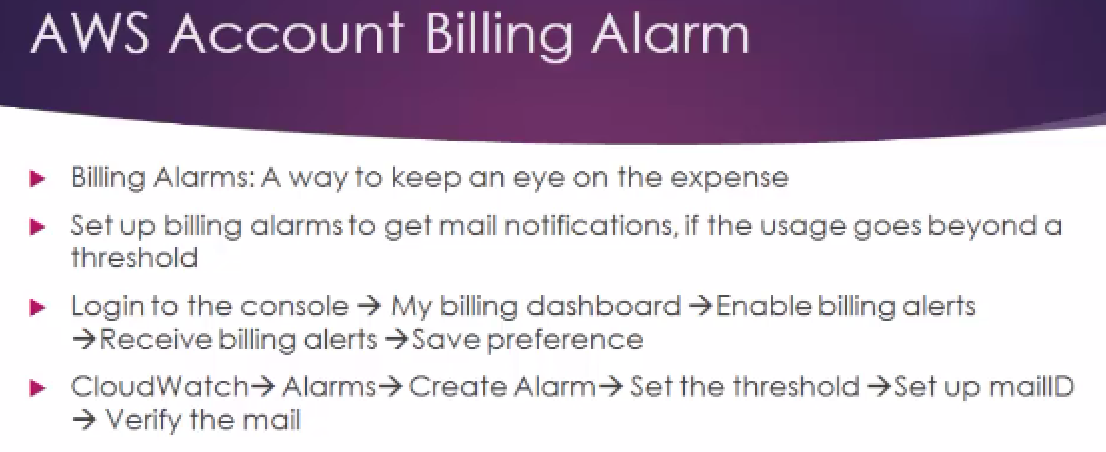 AWS Account Billing Alarm
Billing Alarms: A way to keep an eye on the expense
Set up billing alarms to get mail notifications, if the usage goes beyond a
threshold
Login to the console → My billing dashboard →Enable billing alerts
→Receive billing alerts →Save preference
CloudWatch→ Alarms→ Create Alarm→ Set the threshold →Set up mailID
→ Verify the mail